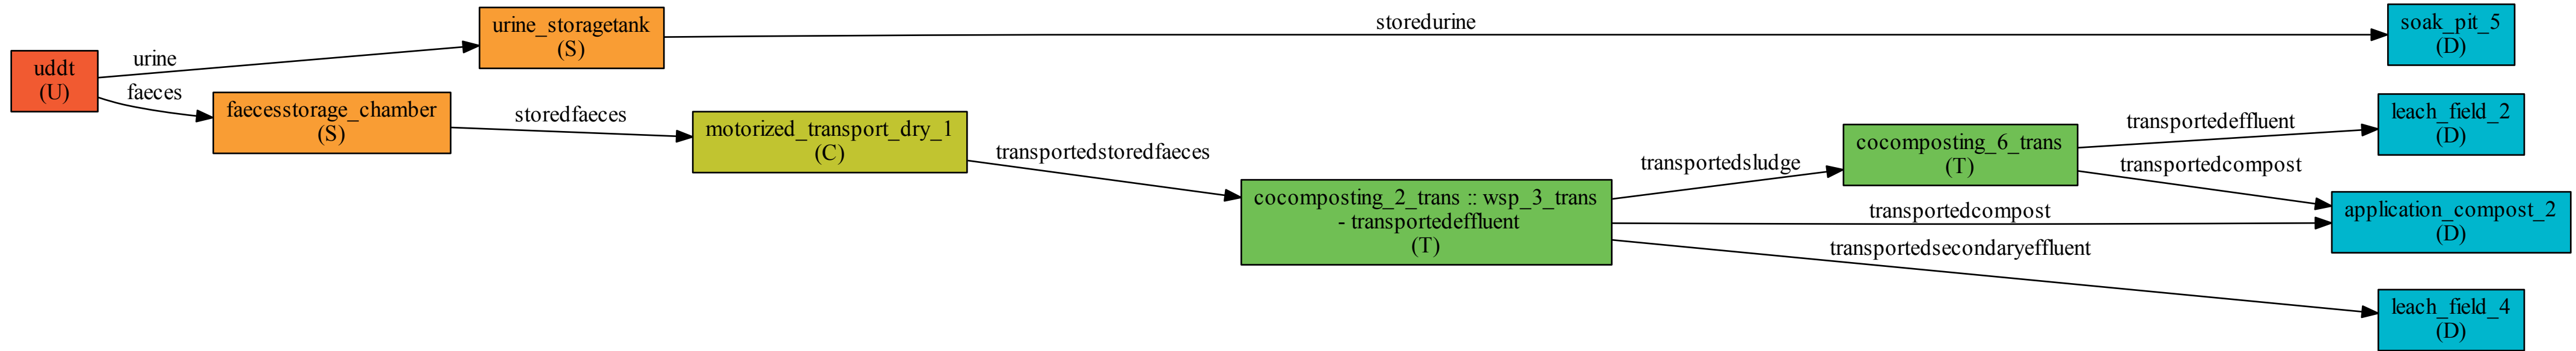 uddt
(U)
urine
faeces
urine_storagetank
(S)
faecesstorage_chamber
(S)
storedurine
storedfaeces
motorized_transport_dry_1
(C)
transportedstoredfaeces
cocomposting_2_trans :: wsp_3_trans
- transportedeffluent
(T)
transportedsludge
transportedcompost
transportedsecondaryeffluent
cocomposting_6_trans
(T)
transportedeffluent
transportedcompost
soak_pit_5
(D)
leach_field_2
(D)
application_compost_2
(D)
leach_field_4
(D)